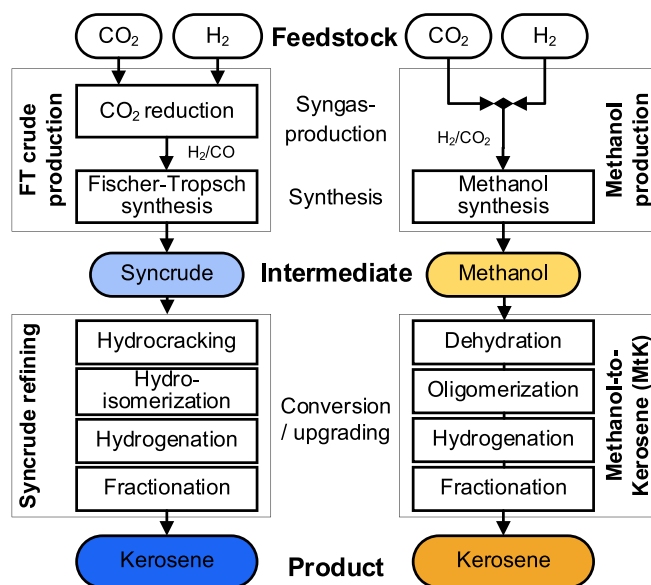 CO₂
H₂
Feedstock
CO₂
H₂
FT crude
production
CO₂ reduction
H₂/CO
Fischer-Tropsch
synthesis
Syngas-
production
Synthesis
H₂/CO₂
Methanol
synthesis
Methanol
production
Syncrude
Intermediate
Methanol
Syncrude refining
Hydrocracking
Hydro-
isomerization
Hydrogenation
Fractionation
Conversion
/ upgrading
Dehydration
Oligomerization
Hydrogenation
Fractionation
Methanol-to-
Kerosene (MtK)
Kerosene
Product
Kerosene